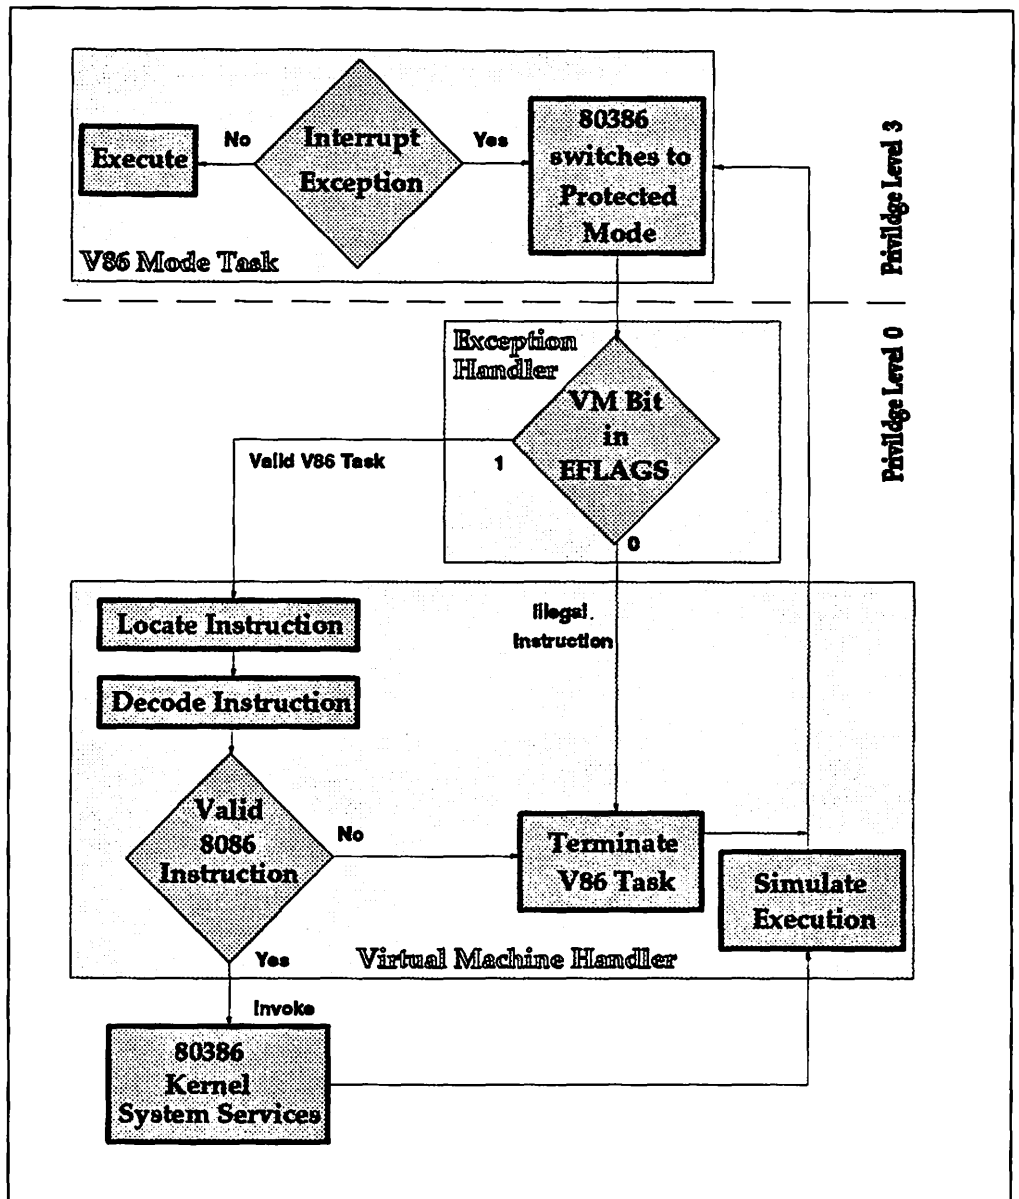 Interrupt
Exception
No
Yes
Execute
80386
switches to
Protected
Mode
V86 Mode Task
Privildge Level 3
Privildge Level 0
Exception
Handler
VM Bit
in
EFLAGS
Valid V86 Task
1
0
Locate Instruction
Illegal.
Instruction
Decode Instruction
Valid
8086
Instruction
No
Terminate
V86 Task
Simulate
Execution
Yes
Virtual Machine Handler
Invoke
80386
Kernel
System Services